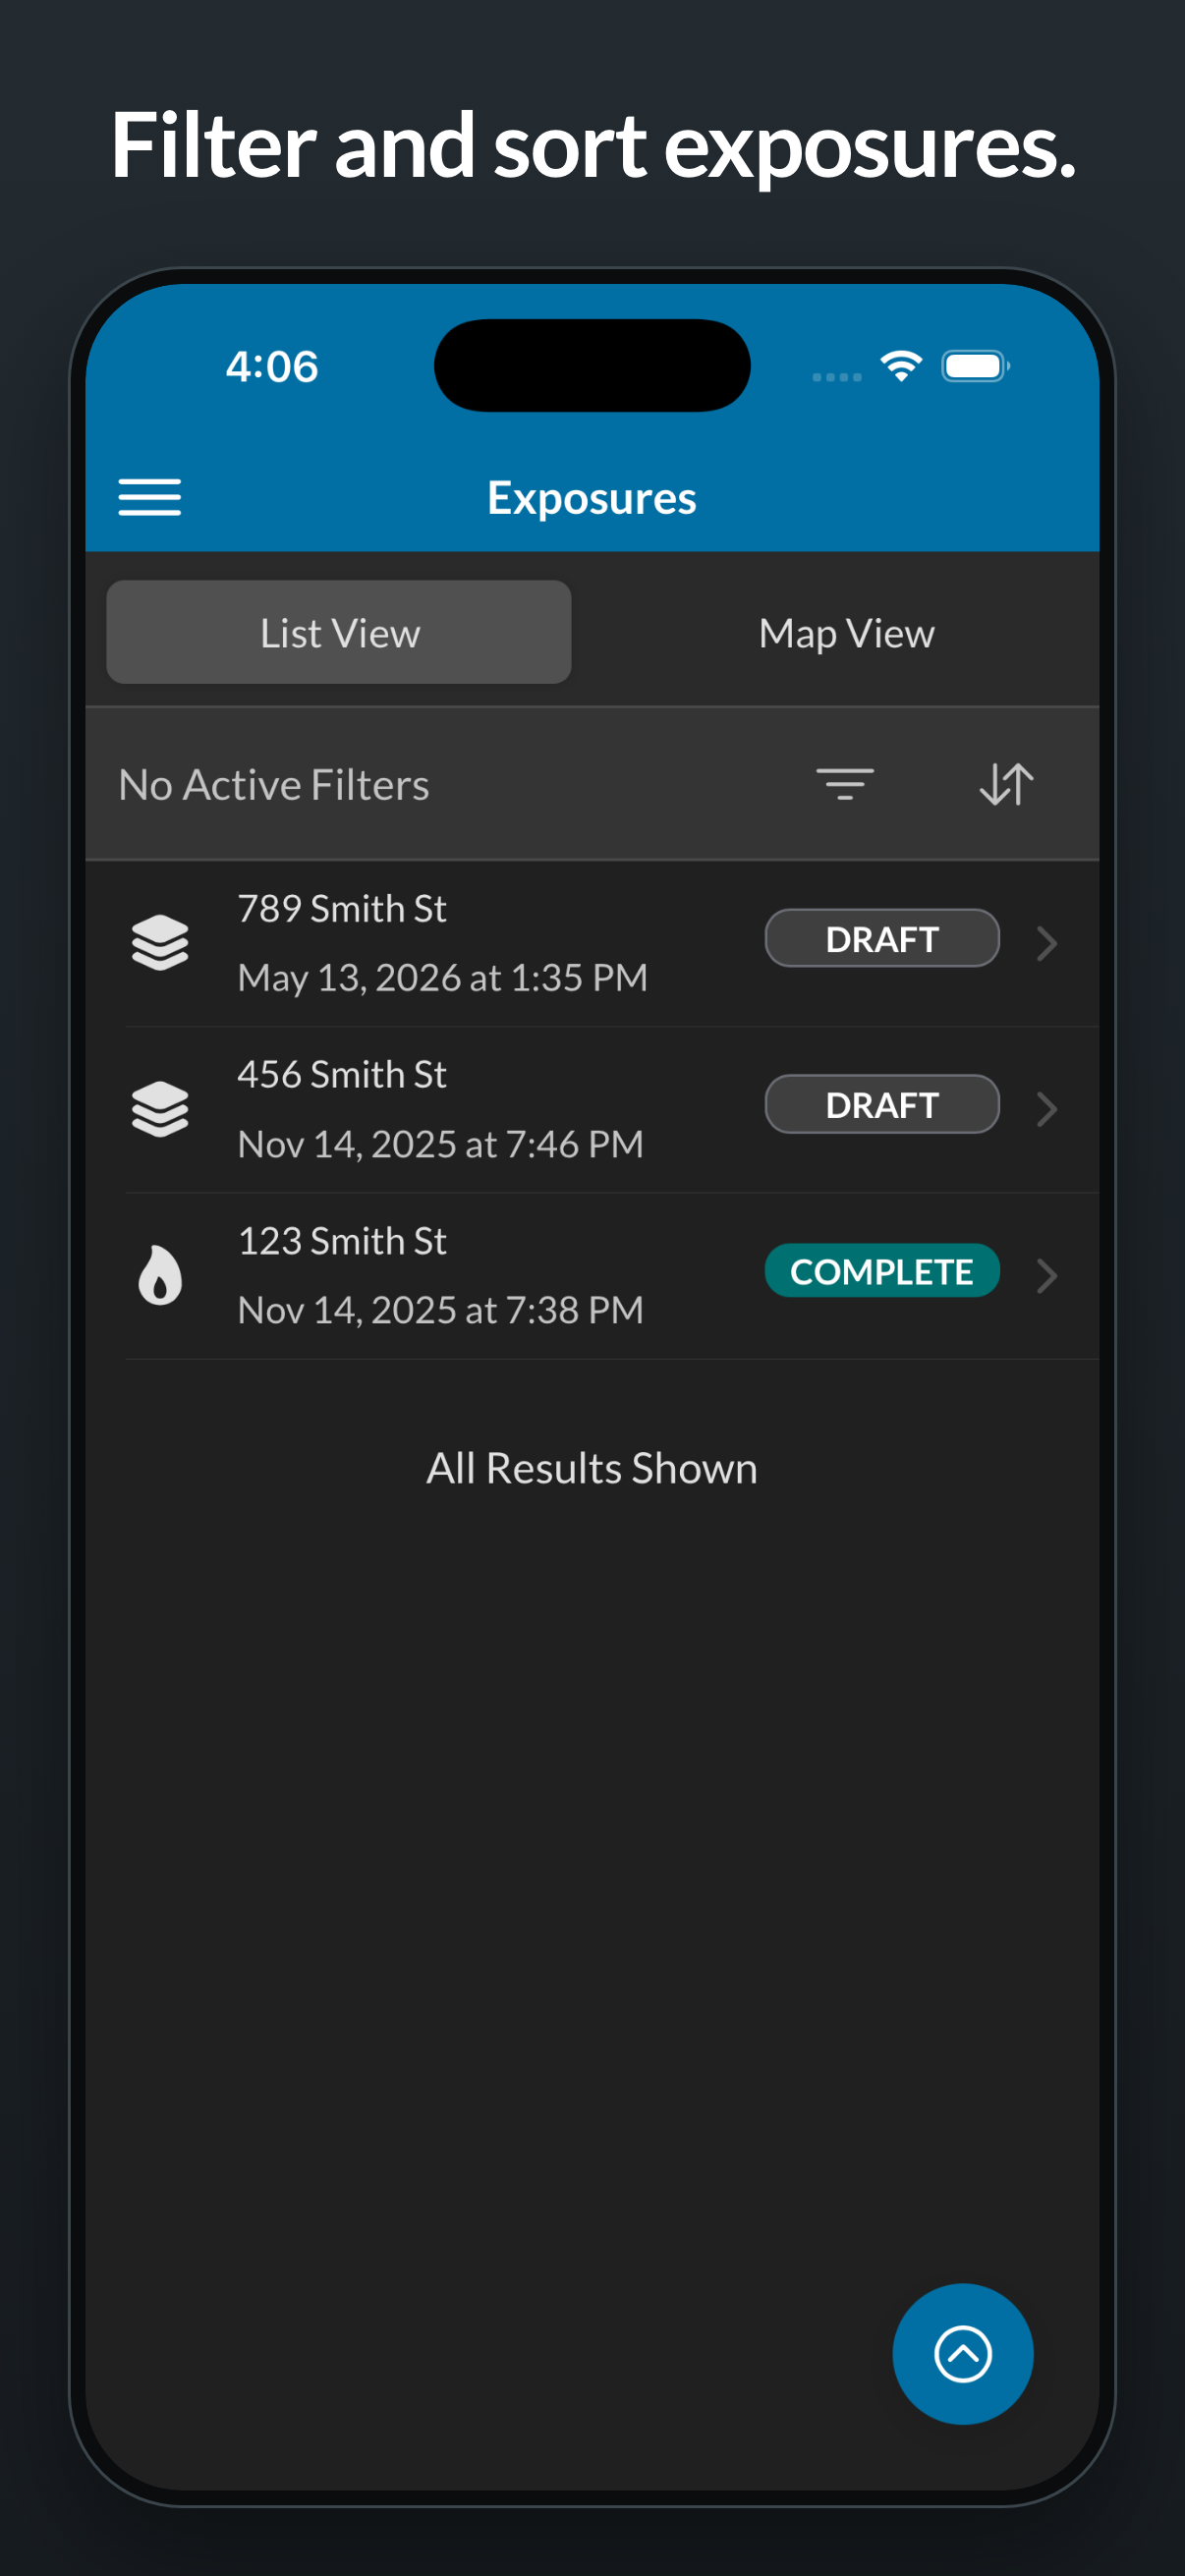 Filter and sort exposures.
4:06
Exposures
List View
Map View
No Active Filters
789 Smith St
May 13, 2026 at 1:35 PM
DRAFT
456 Smith St
Nov 14, 2025 at 7:46 PM
DRAFT
123 Smith St
Nov 14, 2025 at 7:38 PM
COMPLETE
All Results Shown